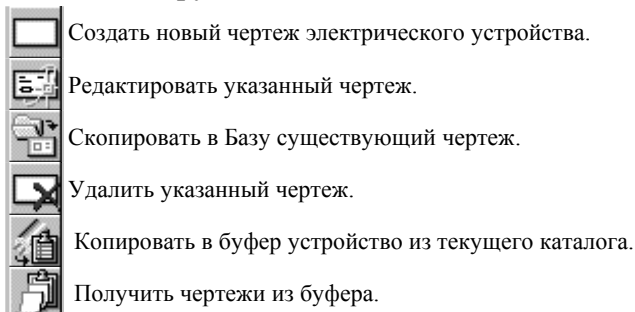 Создать новый чертеж электрического устройства.
Редактировать указанный чертеж.
Скопировать в Базу существующий чертеж.
Удалить указанный чертеж.
Копировать в буфер устройство из текущего каталога.
Получить чертежи из буфера.